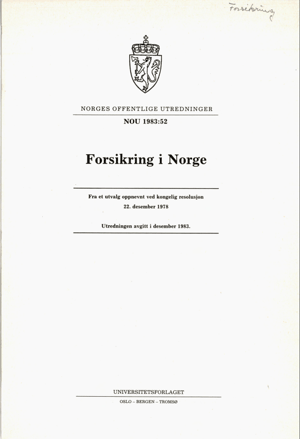 Forsikring
NORGES OFFENTLIGE UTREDNINGER
NOU 1983:52
Forsikring i Norge
Fra et utvalg oppnevnt ved kongelig resolusjon
22. desember 1978
Utredningen avgitt i desember 1983.
UNIVERSITETSFORLAGET
OSLO – BERGEN – TROMSØ